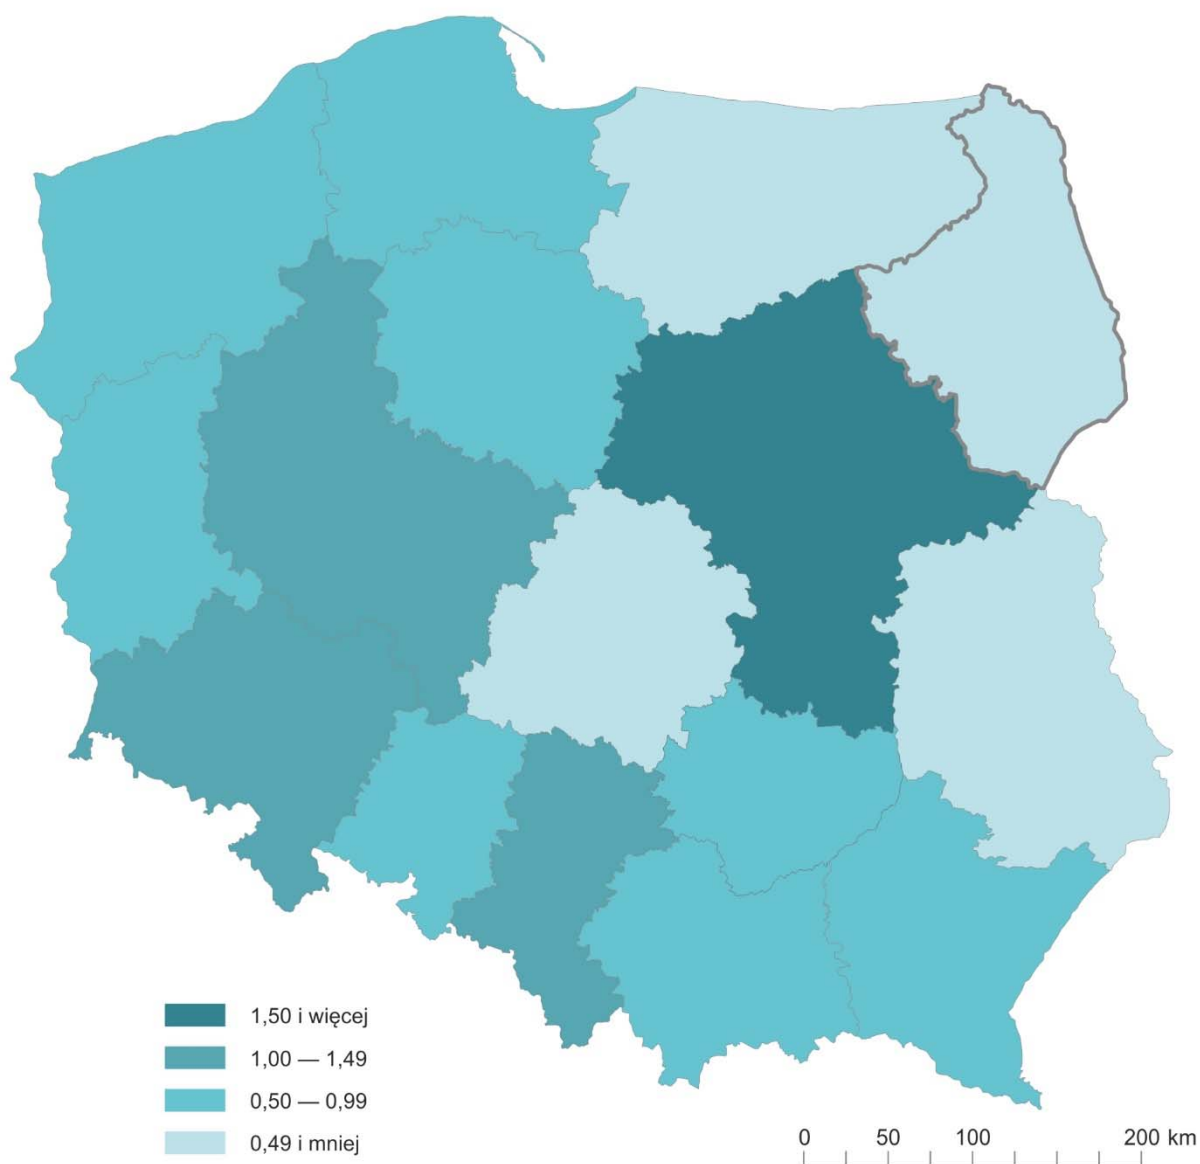 1,50 i więcej
1,00 — 1,49
0,50 — 0,99
0,49 i mniej
0 50 100 200 km